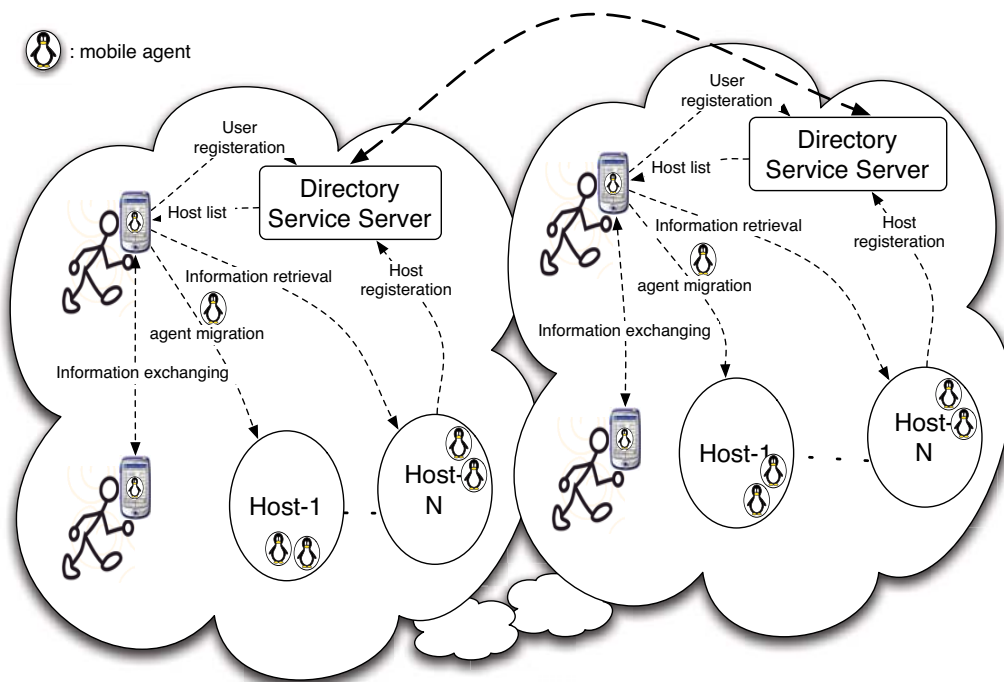 : mobile agent
User
registeration
Directory
Service Server
Host list
Information retrieval
Host
registeration
agent migration
Information exchanging
Host-1
. .
Host-
N
User
registeration
Directory
Service Server
Host list
Information retrieval
Host
registeration
agent migration
Information exchanging
Host-1
. . .
Host-
N